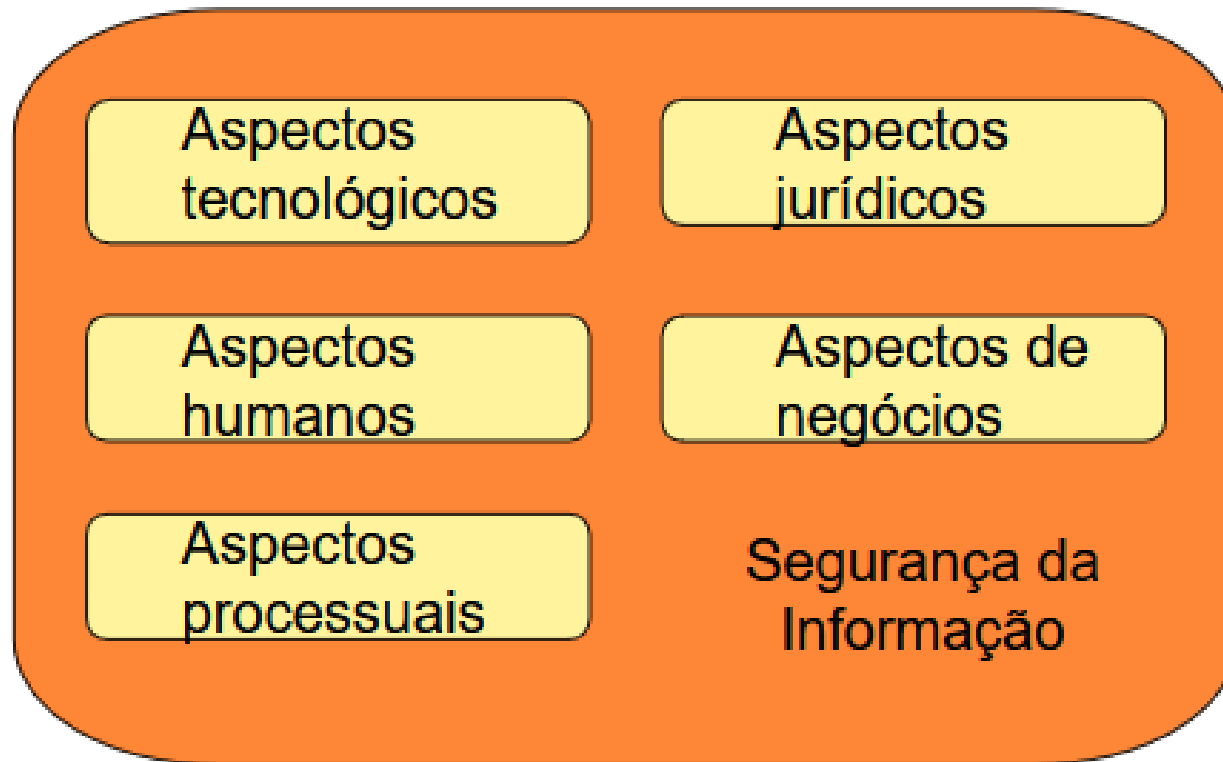 Aspectos
tecnológicos
Aspectos
jurídicos
Aspectos
humanos
Aspectos de
negócios
Aspectos
processuais
Segurança da
Informação